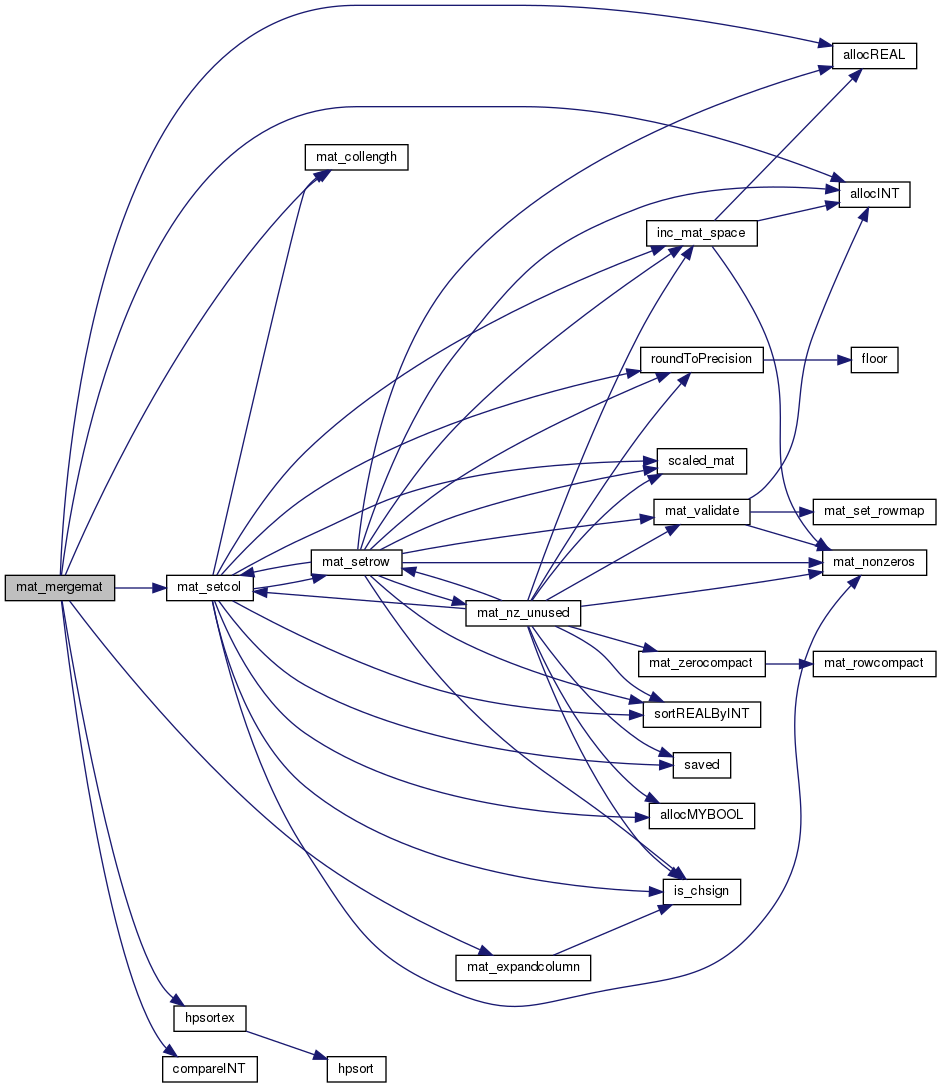 allocREAL
mat_collength
allocINT
inc_mat_space
roundToPrecision
floor
scaled_mat
mat_validate
mat_set_rowmap
mat_setrow
mat_nonzeros
mat_mergemat
mat_setcol
mat_nz_unused
mat_zerocompact
mat_rowcompact
sortREALByINT
saved
allocMYBOOL
is_chsign
mat_expandcolumn
hpsortex
compareINT
hpsort